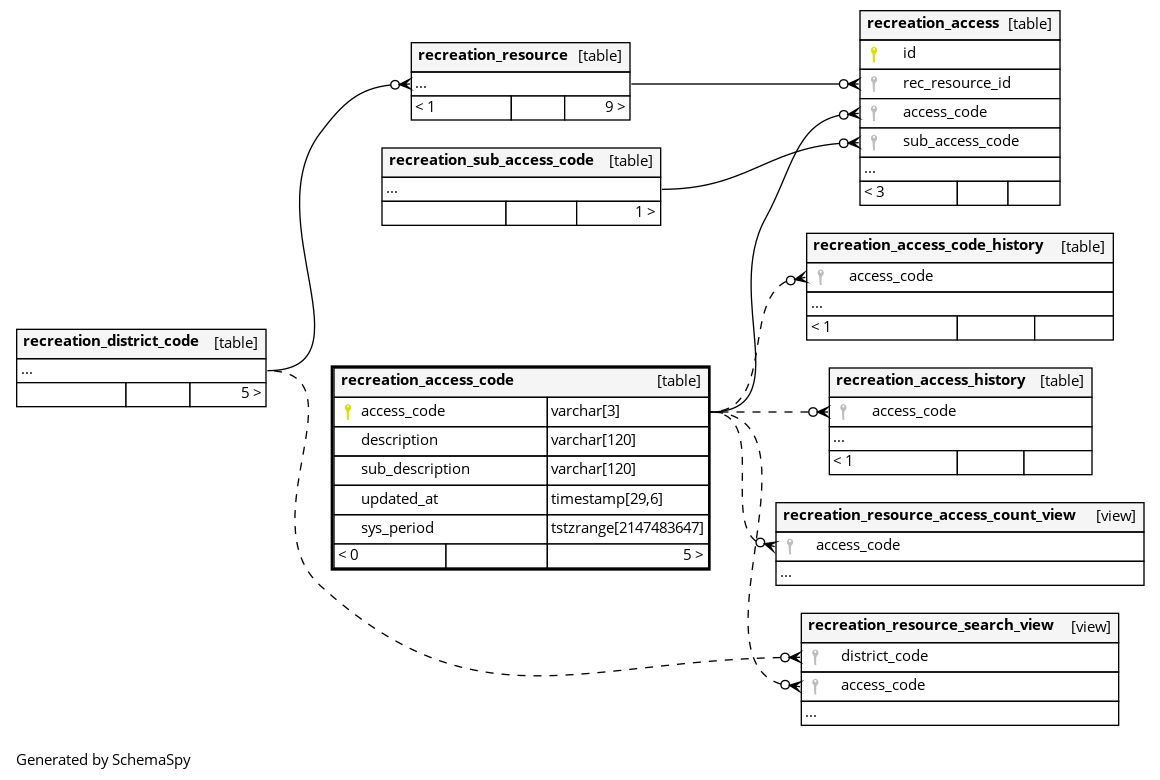 recreation_access [table]
id
rec_resource_id
access_code
sub_access_code
...
< 3
recreation_resource [table]
...
< 1 9 >
recreation_sub_access_code [table]
...
1 >
recreation_access_code_history [table]
access_code
...
< 1
recreation_district_code [table]
...
5 >
recreation_access_code [table]
access_code varchar[3]
description varchar[120]
sub_description varchar[120]
updated_at timestamp[29,6]
sys_period tstzrange[2147483647]
< 0 5 >
recreation_access_history [table]
access_code
...
< 1
recreation_resource_access_count_view [view]
access_code
...
recreation_resource_search_view [view]
district_code
access_code
...
Generated by SchemaSpy